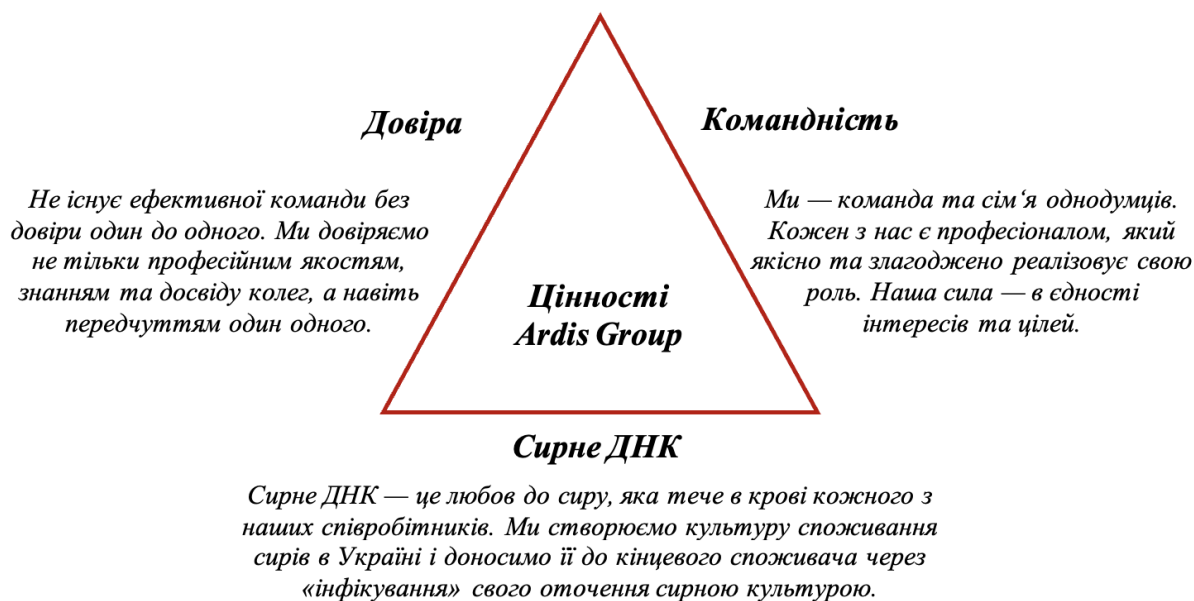 Довіра
Не існує ефективної команди без
довіри один до одного. Ми довіряємо
не тільки професійним якостям,
знанням та досвіду колег, а навіть
передчуттям один одного.
Командність
Ми — команда та сім‘я однодумців.
Кожен з нас є професіоналом, який
якісно та злагоджено реалізовує свою
роль. Наша сила — в єдності
інтересів та цілей.
Цінності
Ardis Group
Сирне ДНК
Сирне ДНК — це любов до сиру, яка тече в крові кожного з
наших співробітників. Ми створюємо культуру споживання
сирів в Україні і доносимо її до кінцевого споживача через
«інфікування» свого оточення сирною культурою.